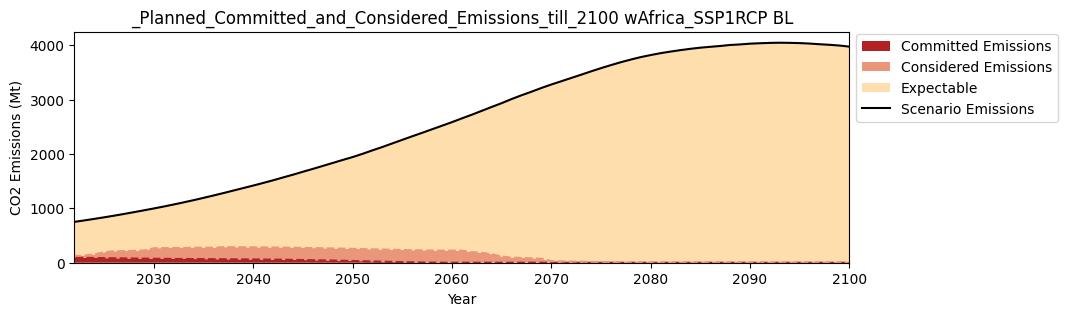 _Planned_Committed_and_Considered_Emissions_till_2100 wAfrica_SSP1RCP BL
4000
3000
2000
1000
0
CO2 Emissions (Mt)
2030 2040 2050 2060 2070 2080 2090 2100
Year
Committed Emissions
Considered Emissions
Expectable
Scenario Emissions